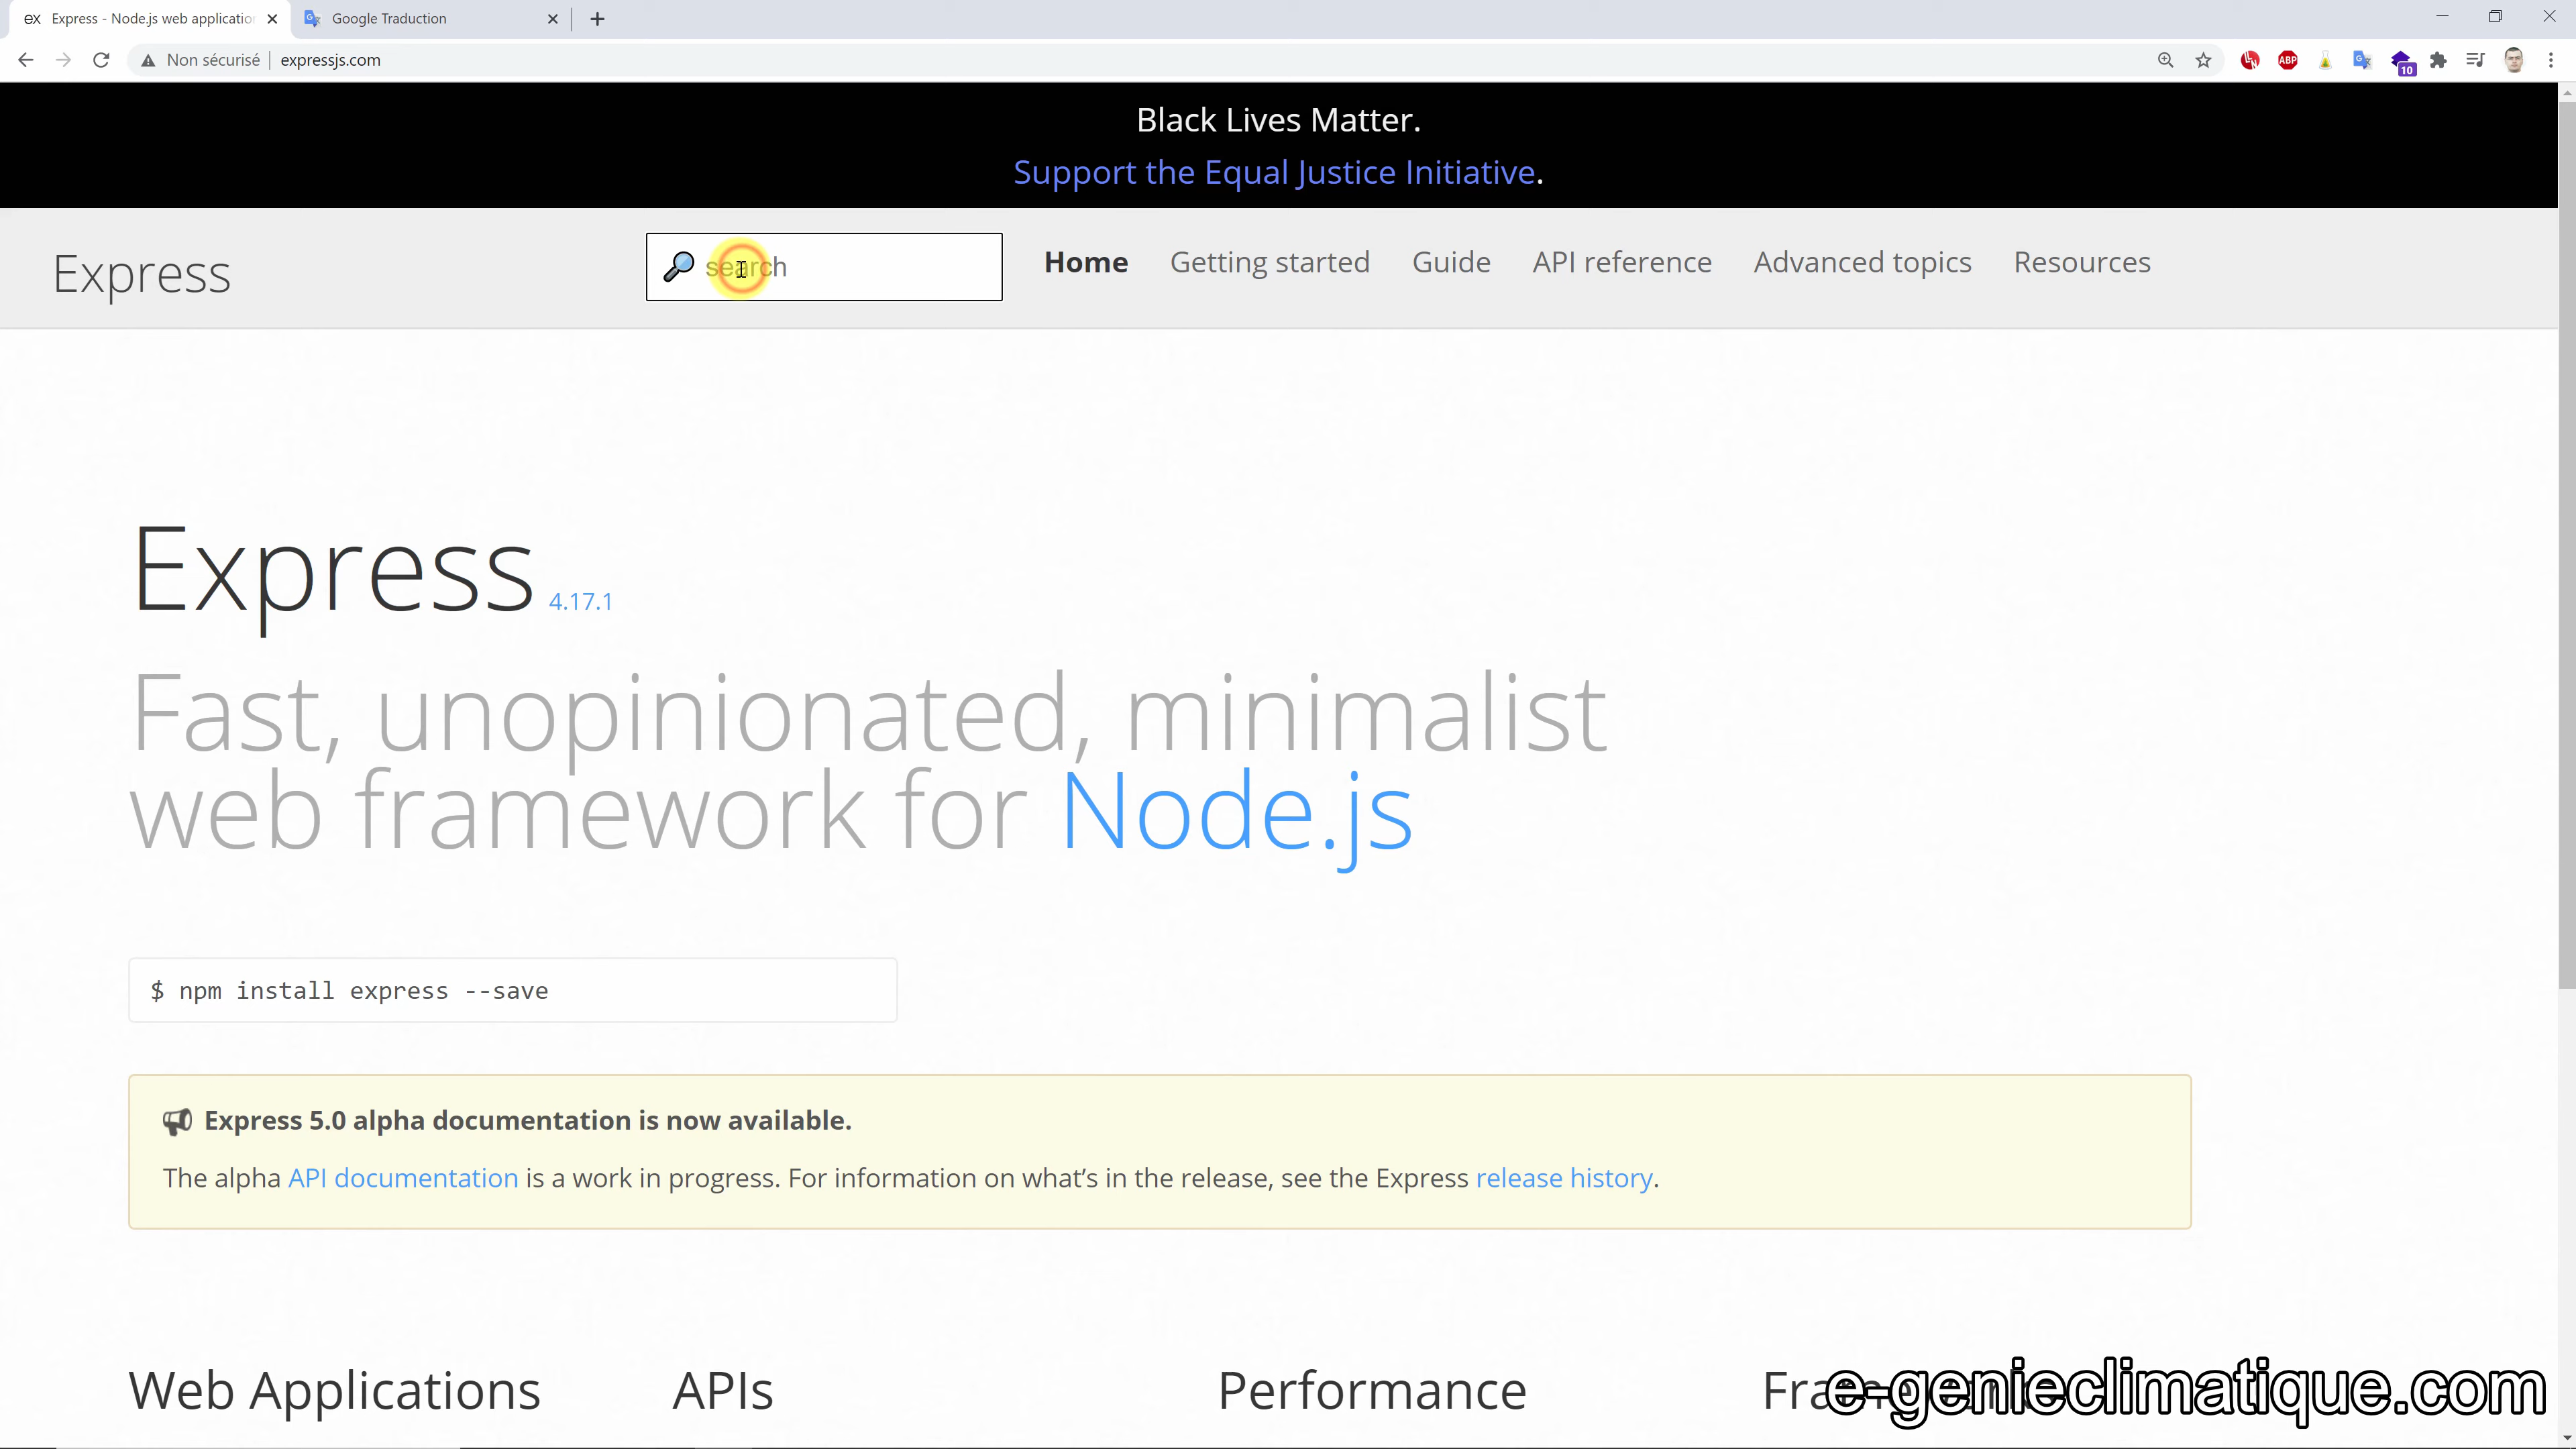 ex Express - Node.js web application
Google Traduction
Non sécurisé
expressjs.com
ABP
10
Black Lives Matter.
Support the Equal Justice Initiative.
Express
search
Home
Getting started
Guide
API reference
Advanced topics
Resources
Express 4.17.1
Fast, unopinionated, minimalist
web framework for Node.js
$ npm install express --save
Express 5.0 alpha documentation is now available.
The alpha API documentation is a work in progress. For information on what's in the release, see the Express release history.
Web Applications
APIs
Performance
e-genieclimatique.com